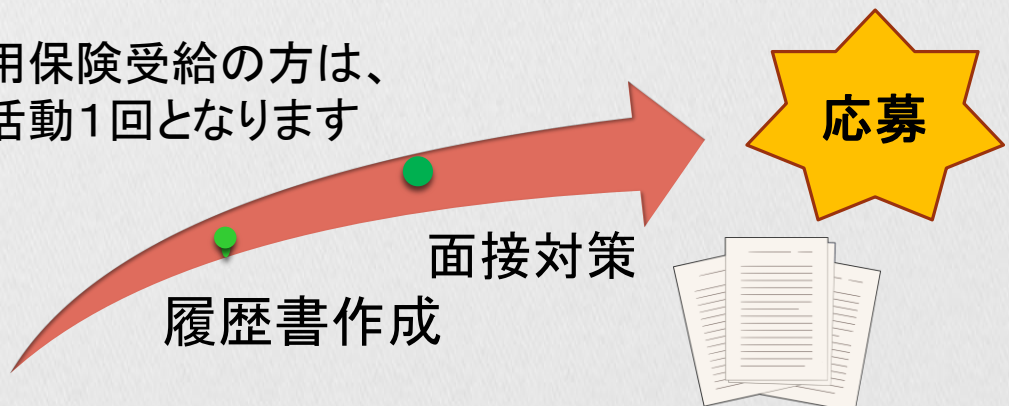 用保険受給の方は、
活動１回となります
応募
面接対策
履歴書作成